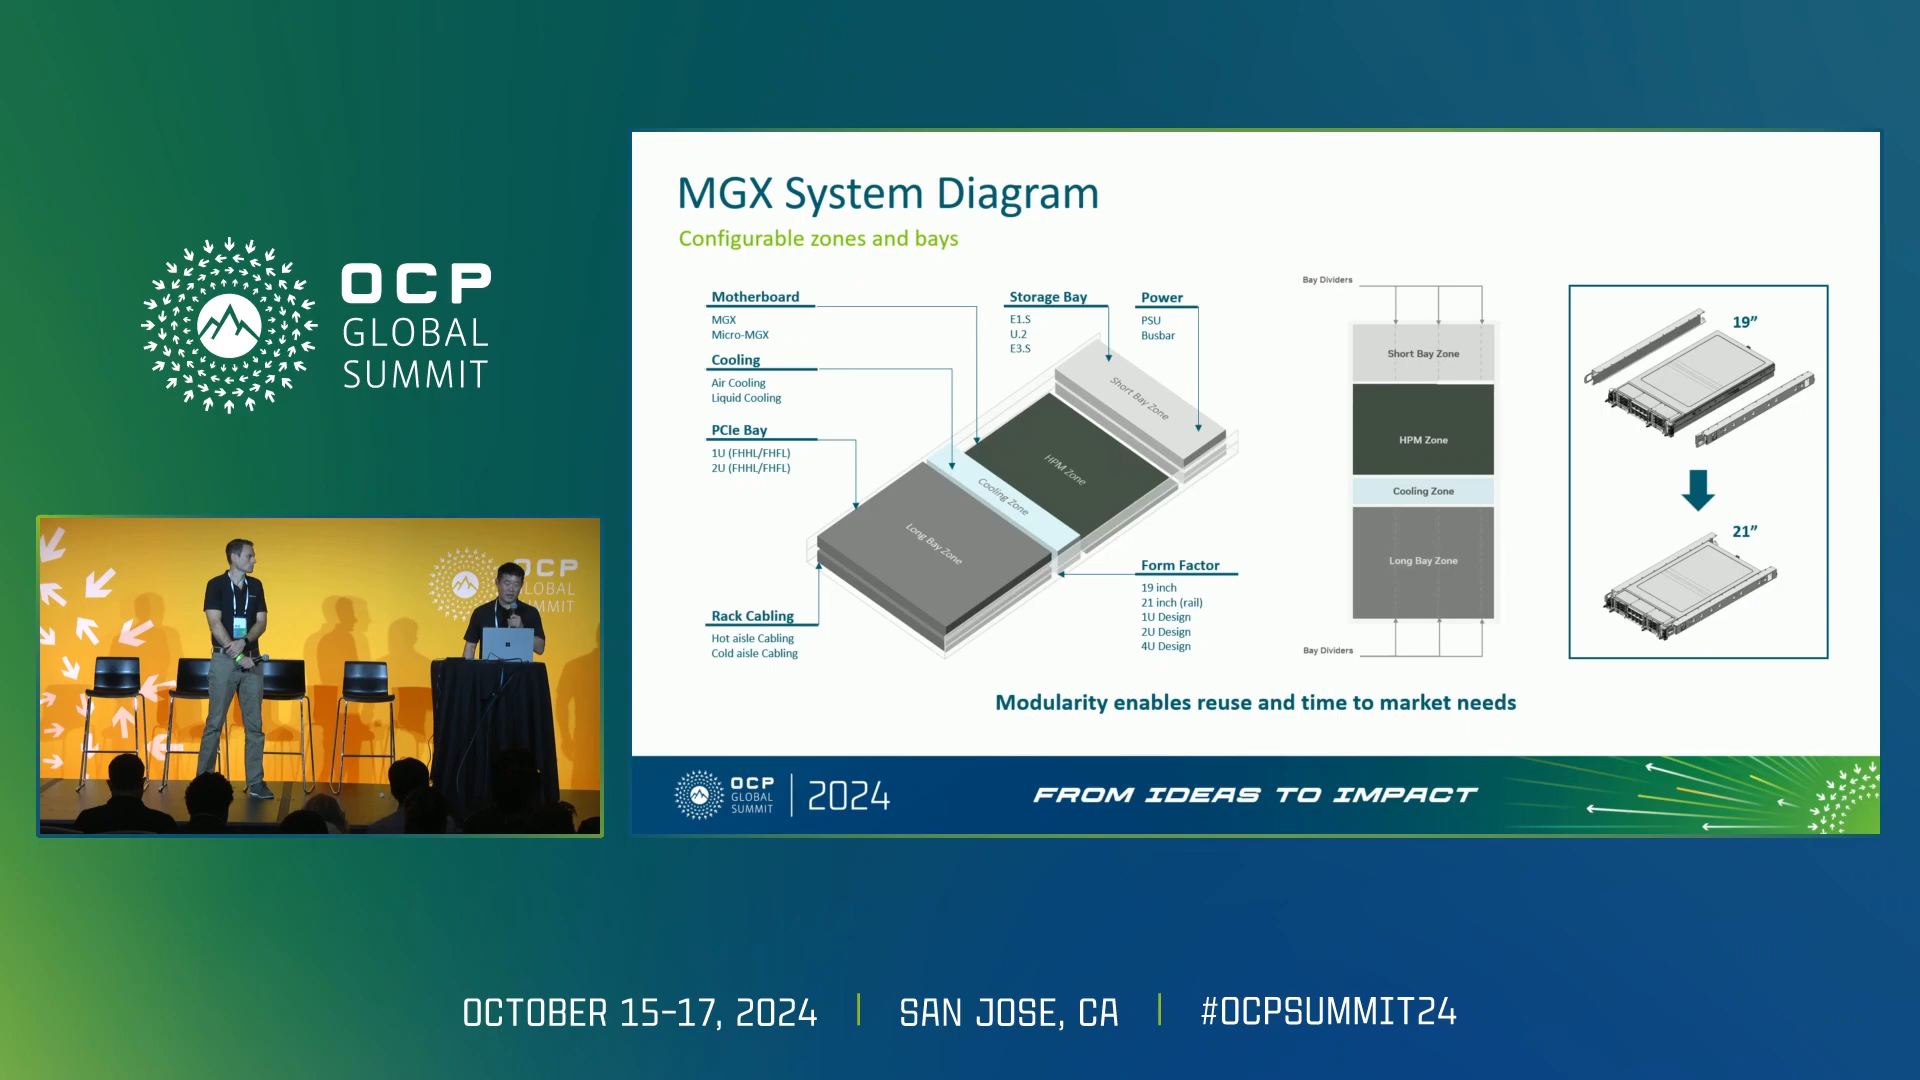 OCP
GLOBAL
SUMMIT
OCP
GLOBAL
SUMMIT
MGX System Diagram
Configurable zones and bays
Motherboard
MGX
Micro-MGX
Cooling
Air Cooling
Liquid Cooling
PCIe Bay
1U (FHHL/FHFL)
2U (FHHL/FHFL)
Rack Cabling
Hot aisle Cabling
Cold aisle Cabling
Storage Bay
E1.S
U.2
E3.S
Power
PSU
Busbar
Short Bay Zone
HPM Zone
Cooling Zone
Long Bay Zone
Form Factor
19 inch
21 inch (rail)
1U Design
2U Design
4U Design
Bay Dividers
Short Bay Zone
HPM Zone
Cooling Zone
Long Bay Zone
Bay Dividers
19”
21”
Modularity enables reuse and time to market needs
OCP
GLOBAL
SUMMIT
2024
FROM IDEAS TO IMPACT
OCTOBER 15-17, 2024
SAN JOSE, CA
#OCPSUMMIT24